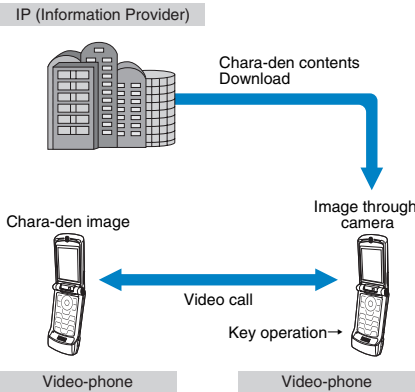 IP (Information Provider)
Chara-den contents
Download
Image through
camera
Chara-den image
Video call
Key operation→
Video-phone
Video-phone